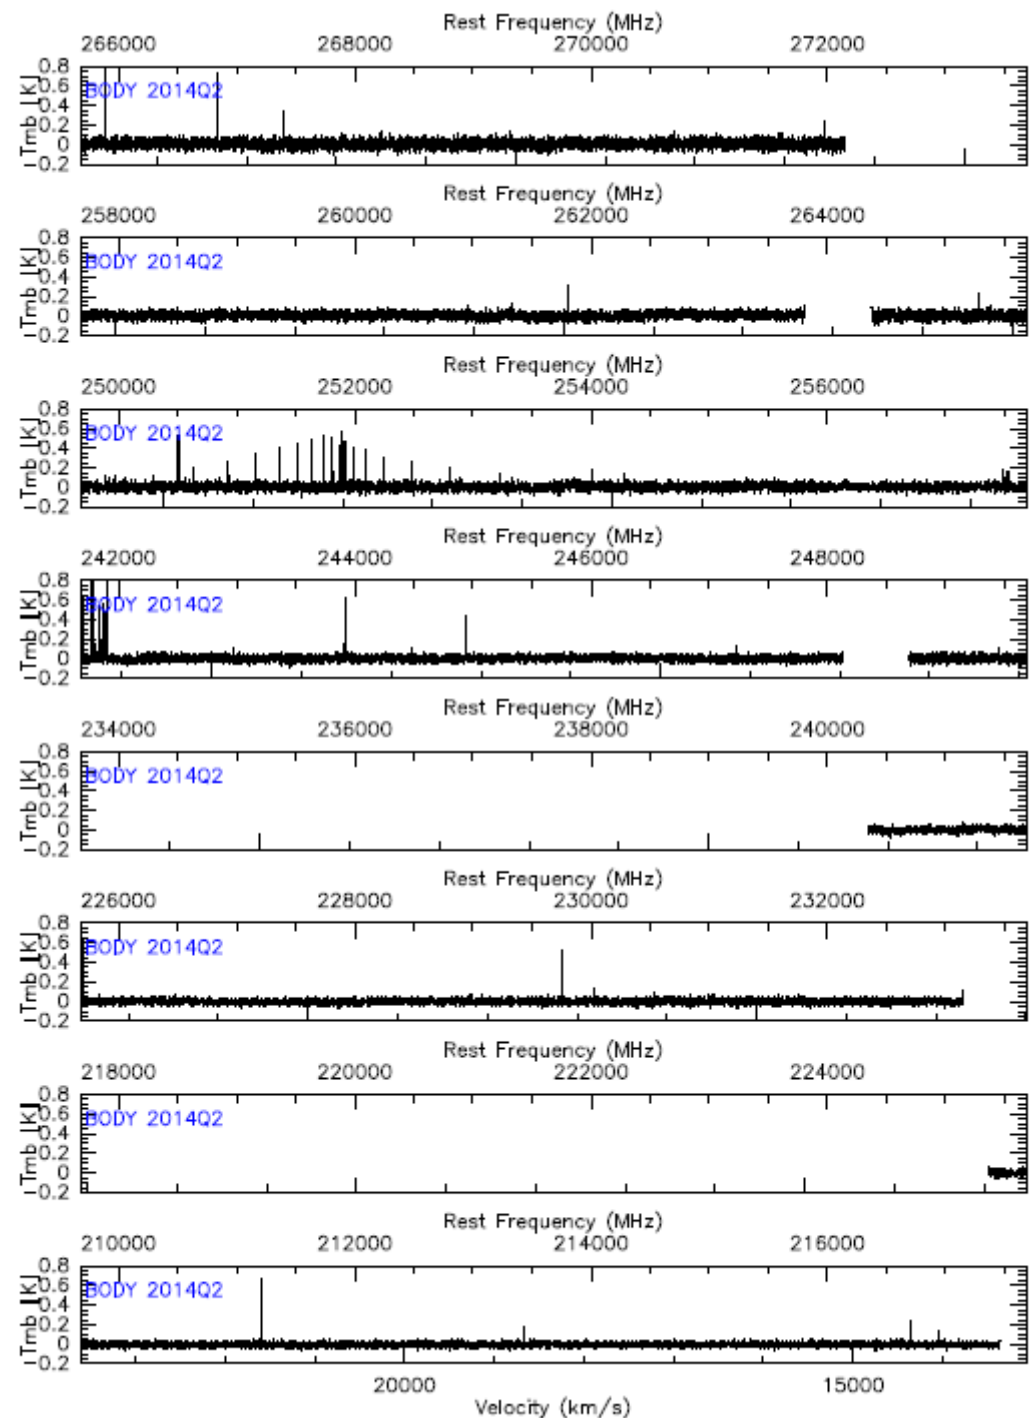 Rest Frequency (MHz)
266000 268000 270000 272000
0.8
0.6
0.4
0.2
0
−0.2
Tmb [K]
BODY 2014Q2
Rest Frequency (MHz)
258000 260000 262000 264000
0.8
0.6
0.4
0.2
0
−0.2
Tmb [K]
BODY 2014Q2
Rest Frequency (MHz)
250000 252000 254000 256000
0.8
0.6
0.4
0.2
0
−0.2
Tmb [K]
BODY 2014Q2
Rest Frequency (MHz)
242000 244000 246000 248000
0.8
0.6
0.4
0.2
0
−0.2
Tmb [K]
BODY 2014Q2
Rest Frequency (MHz)
234000 236000 238000 240000
0.8
0.6
0.4
0.2
0
−0.2
Tmb [K]
BODY 2014Q2
Rest Frequency (MHz)
226000 228000 230000 232000
0.8
0.6
0.4
0.2
0
−0.2
Tmb [K]
BODY 2014Q2
Rest Frequency (MHz)
218000 220000 222000 224000
0.8
0.6
0.4
0.2
0
−0.2
Tmb [K]
BODY 2014Q2
Rest Frequency (MHz)
210000 212000 214000 216000
0.8
0.6
0.4
0.2
0
−0.2
Tmb [K]
BODY 2014Q2
20000 15000
Velocity (km/s)